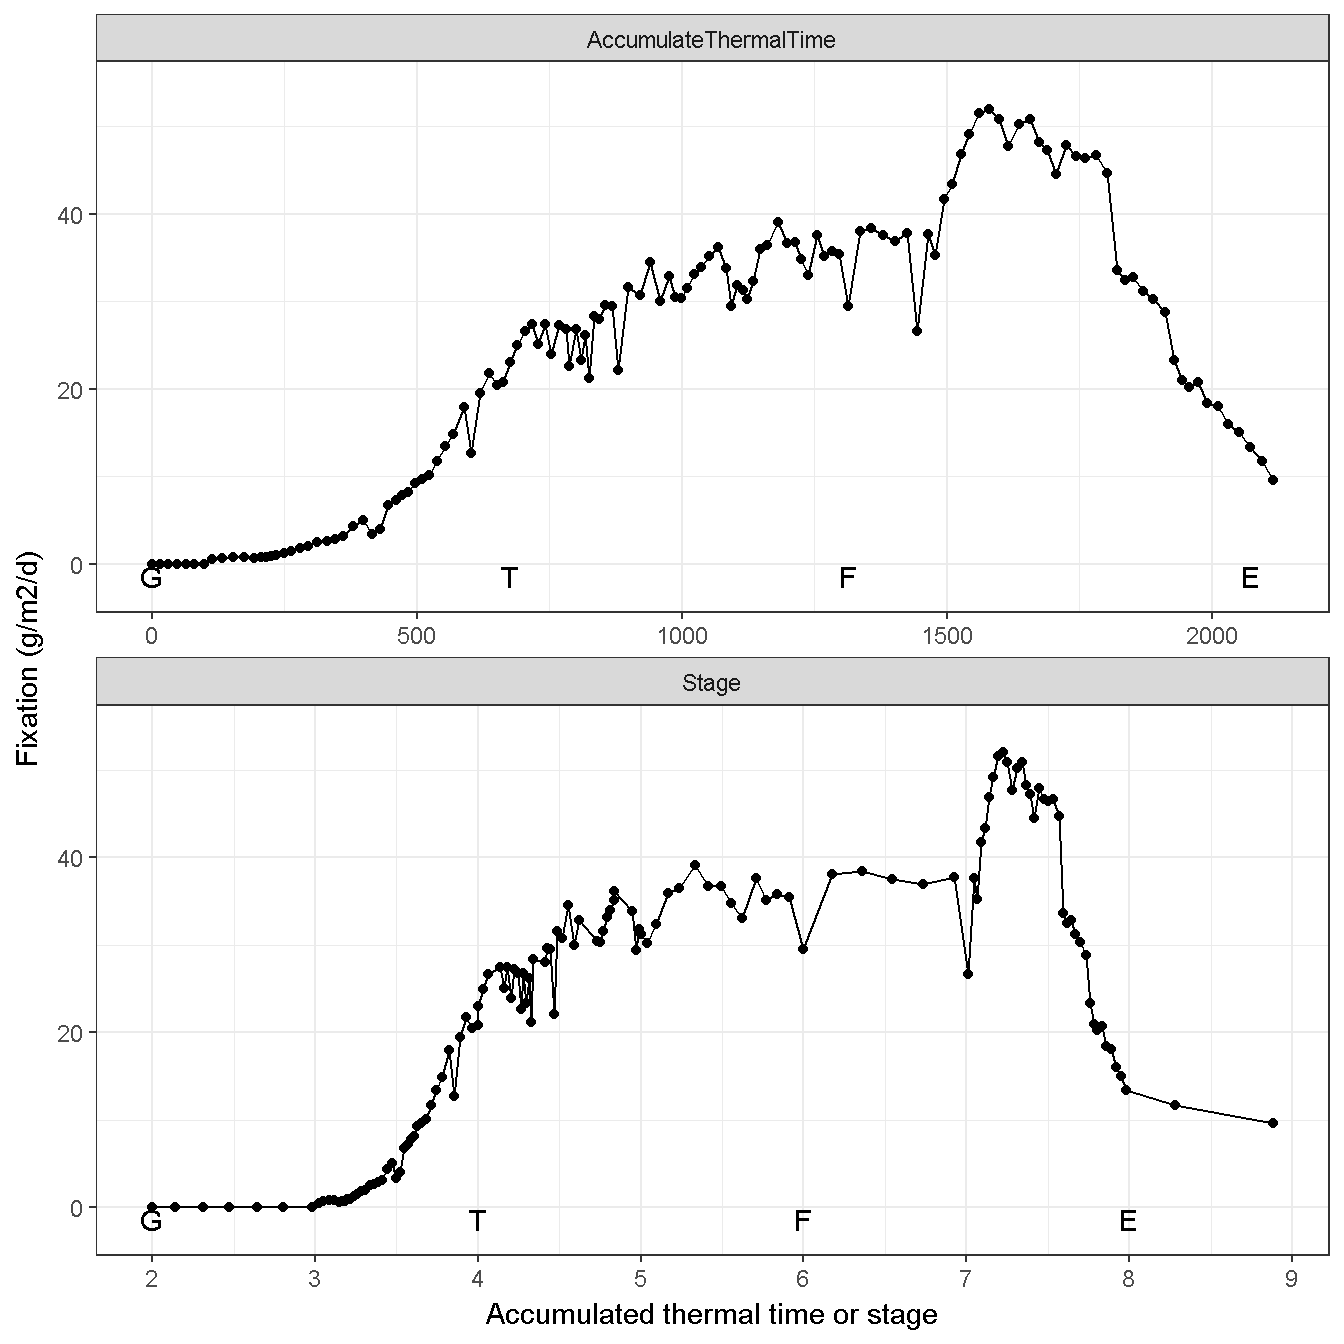 AccumulateThermalTime
40
20
0
G T F E
0 500 1000 1500 2000
Fixation (g/m2/d)
Stage
40
20
0
G T F E
2 3 4 5 6 7 8 9
Accumulated thermal time or stage